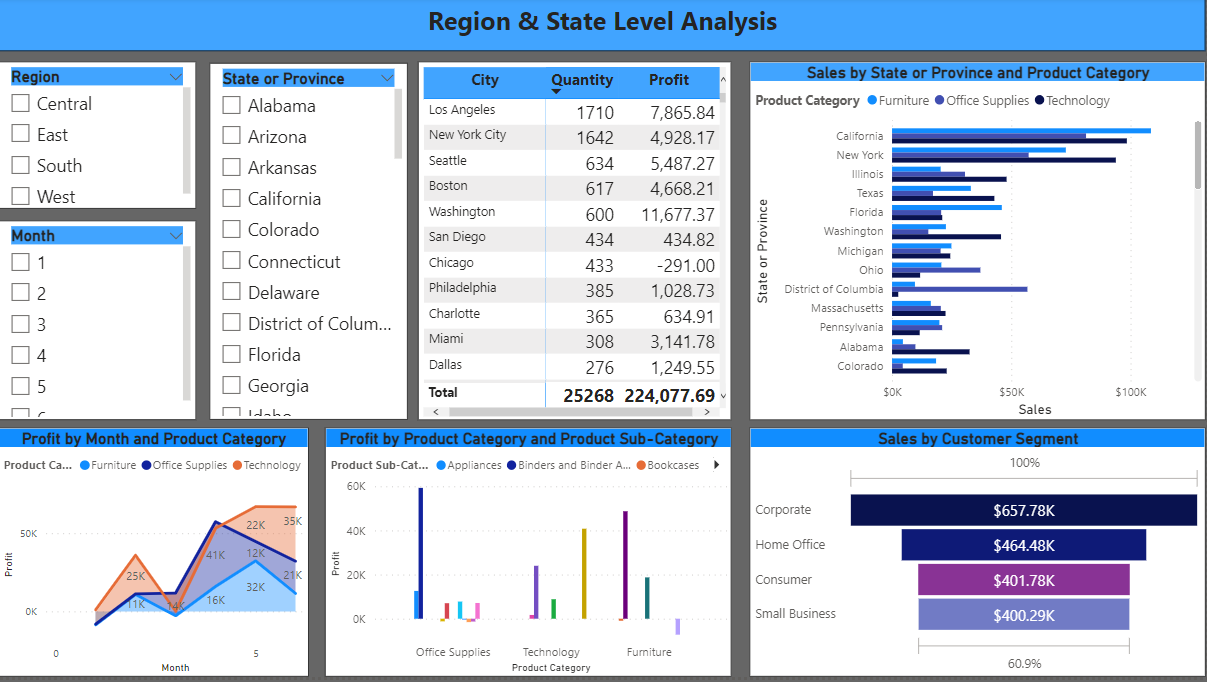 Region & State Level Analysis
Region
Central
East
South
West
Month
1
2
3
4
5
State or Province
Alabama
Arizona
Arkansas
California
Colorado
Connecticut
Delaware
District of Colum...
Florida
Georgia
Idaho
City Quantity Profit
Los Angeles 1710 7,865.84
New York City 1642 4,928.17
Seattle 634 5,487.27
Boston 617 4,668.21
Washington 600 11,677.37
San Diego 434 434.82
Chicago 433 -291.00
Philadelphia 385 1,028.73
Charlotte 365 634.91
Miami 308 3,141.78
Dallas 276 1,249.55
Total 25268 224,077.69
Sales by State or Province and Product Category
Product Category Furniture Office Supplies Technology
State or Province
California
New York
Illinois
Texas
Florida
Washington
Michigan
Ohio
District of Columbia
Massachusetts
Pennsylvania
Alabama
Colorado
$0K $50K $100K
Sales
Profit by Month and Product Category
Product Ca... Furniture Office Supplies Technology
Profit
50K
0K
25K
11K
14K
41K
16K
22K
12K
32K
35K
21K
0 5
Month
Profit by Product Category and Product Sub-Category
Product Sub-Cat... Appliances Binders and Binder A... Bookcases
Profit
60K
40K
20K
0K
Office Supplies Technology Furniture
Product Category
Sales by Customer Segment
100%
Corporate $657.78K
Home Office $464.48K
Consumer $401.78K
Small Business $400.29K
60.9%